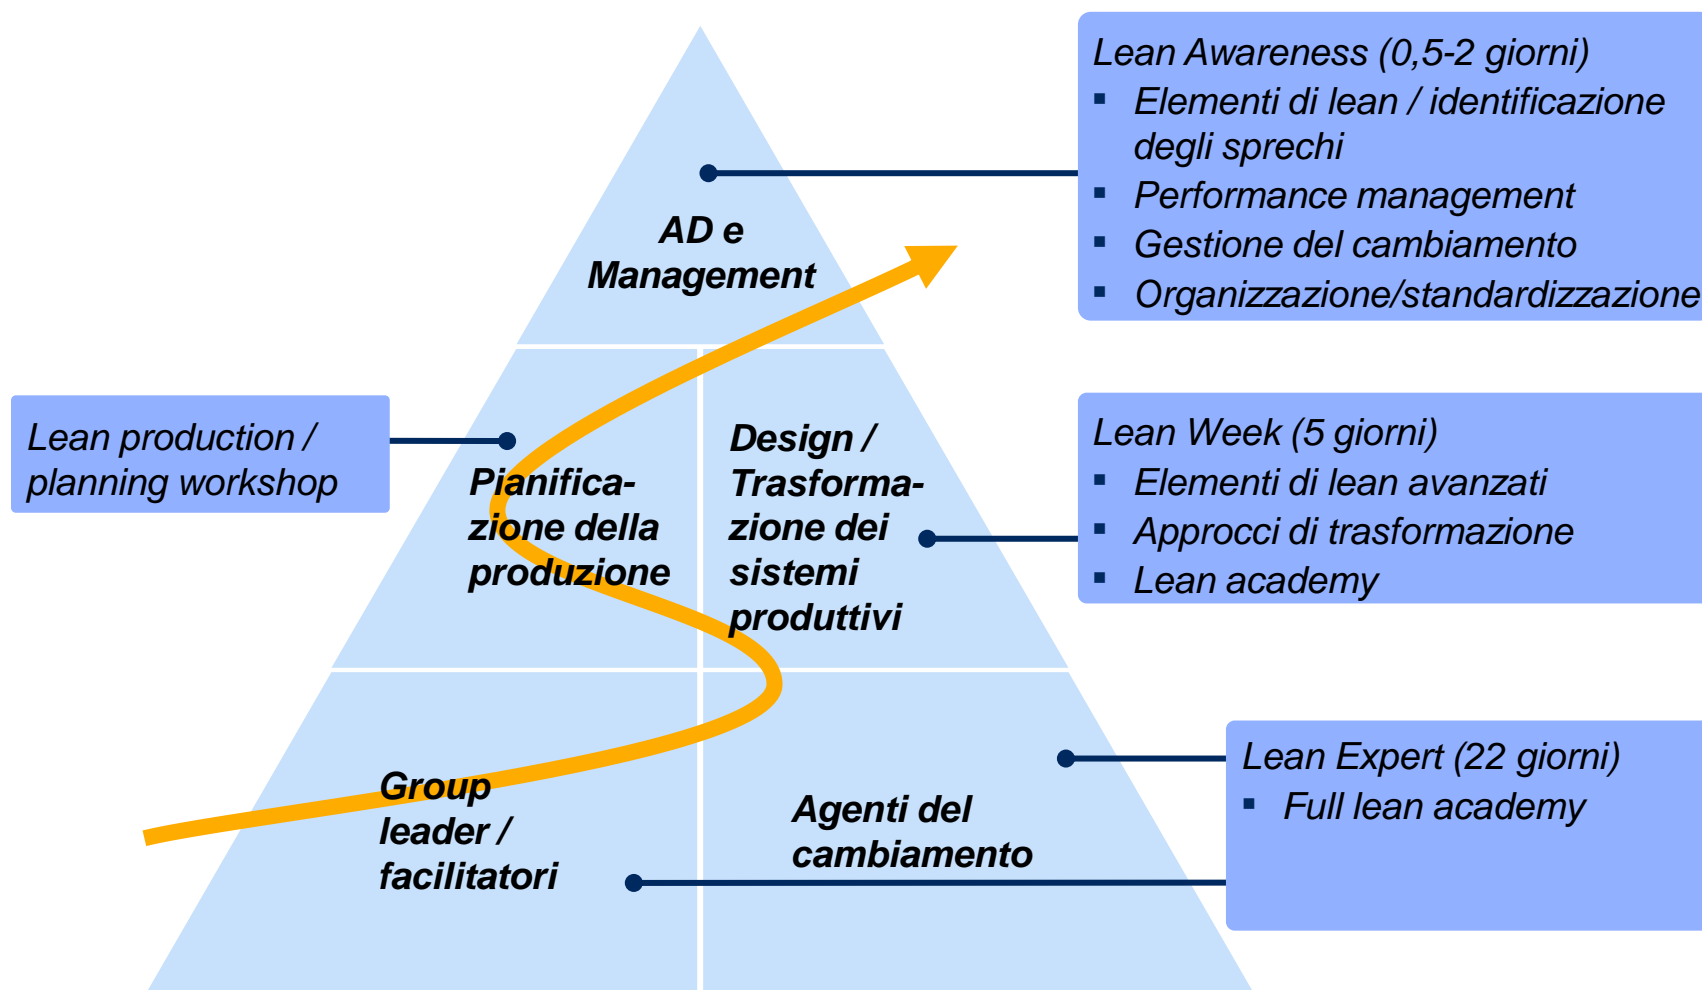 Lean Awareness (0,5-2 giorni)
▪ Elementi di lean / identificazione
degli sprechi
▪ Performance management
▪ Gestione del cambiamento
▪ Organizzazione/standardizzazione
AD e
Management
Lean production /
planning workshop
Pianifica-
zione della
produzione
Design /
Trasforma-
zione dei
sistemi
produttivi
Lean Week (5 giorni)
▪ Elementi di lean avanzati
▪ Approcci di trasformazione
▪ Lean academy
Group
leader /
facilitatori
Agenti del
cambiamento
Lean Expert (22 giorni)
▪ Full lean academy